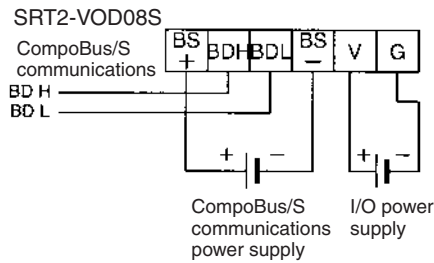 SRT2-VOD08S
CompoBus/S
communications
BS
+
BDH
BDL
BS
−
V
G
BD H
BD L
+ −
+ −
CompoBus/S
communications
power supply
I/O power
supply